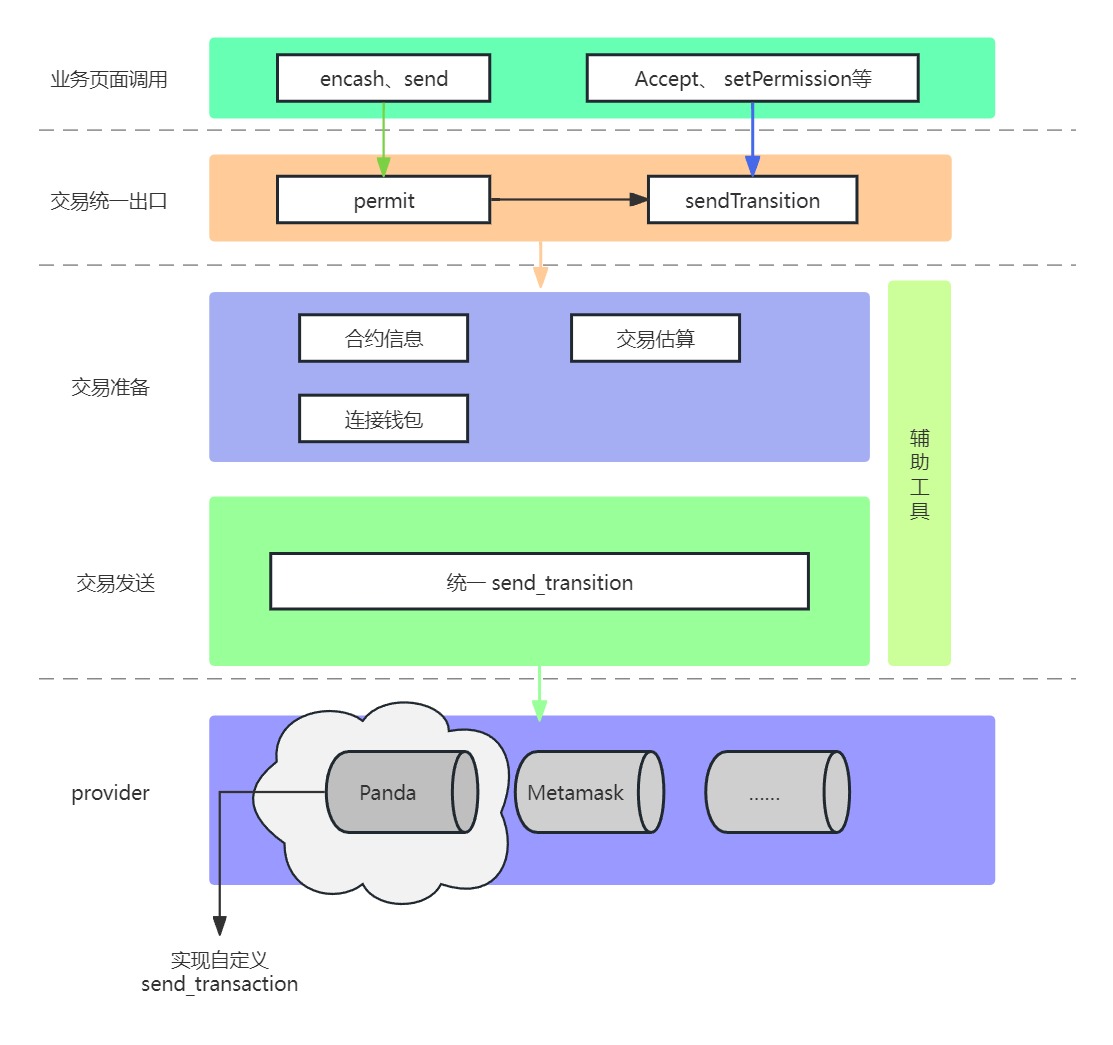 业务页面调用
encash、send
Accept、 setPermission等
交易统一出口
permit
sendTransition
合约信息
交易估算
交易准备
连接钱包
辅
助
工
具
交易发送
统一 send_transition
provider
Panda
Metamask
......
实现自定义
send_transaction